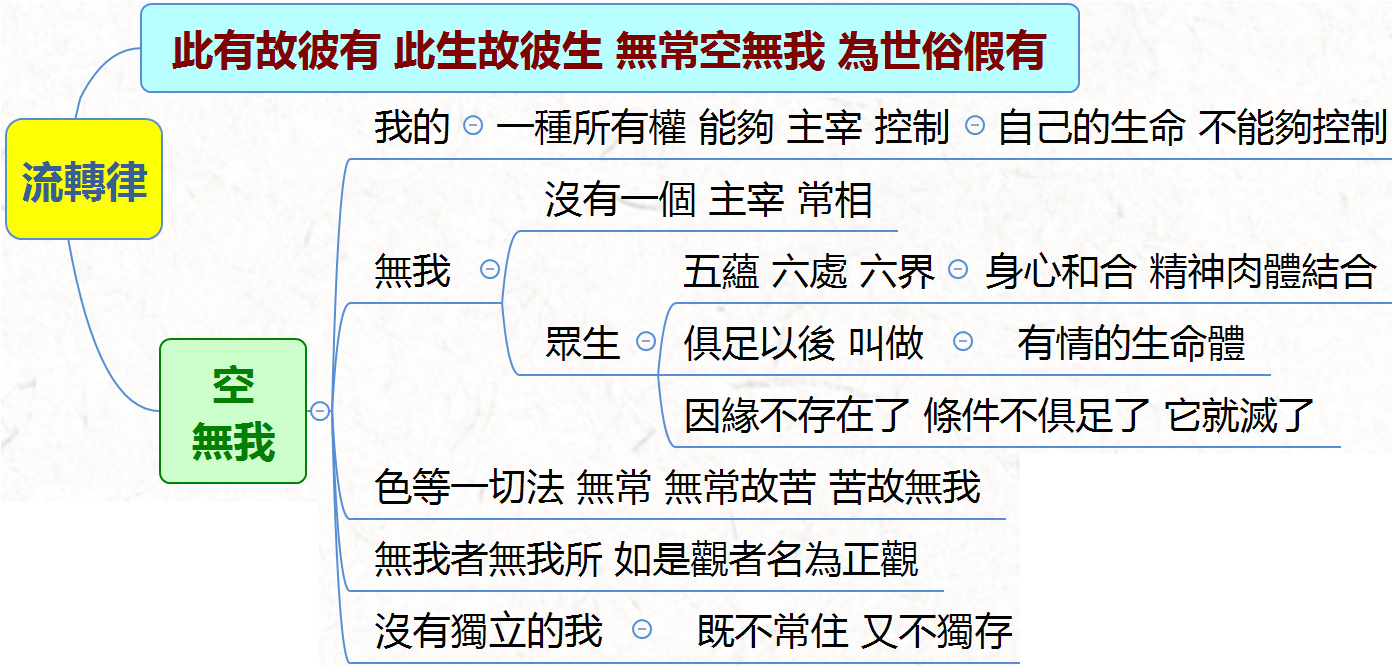 此有故彼有 此生故彼生 無常空無我 為世俗假有
流轉律
我的 一種所有權 能夠 主宰 控制 自己的生命 不能夠控制
沒有一個 主宰 常相
無我
五蘊 六處 六界 身心和合 精神肉體結合
眾生
俱足以後 叫做 有情的生命體
因緣不存在了 條件不俱足了 它就滅了
空
無我
色等一切法 無常 無常故苦 苦故無我
無我者無我所 如是觀者名為正觀
沒有獨立的我 既不常住 又不獨存